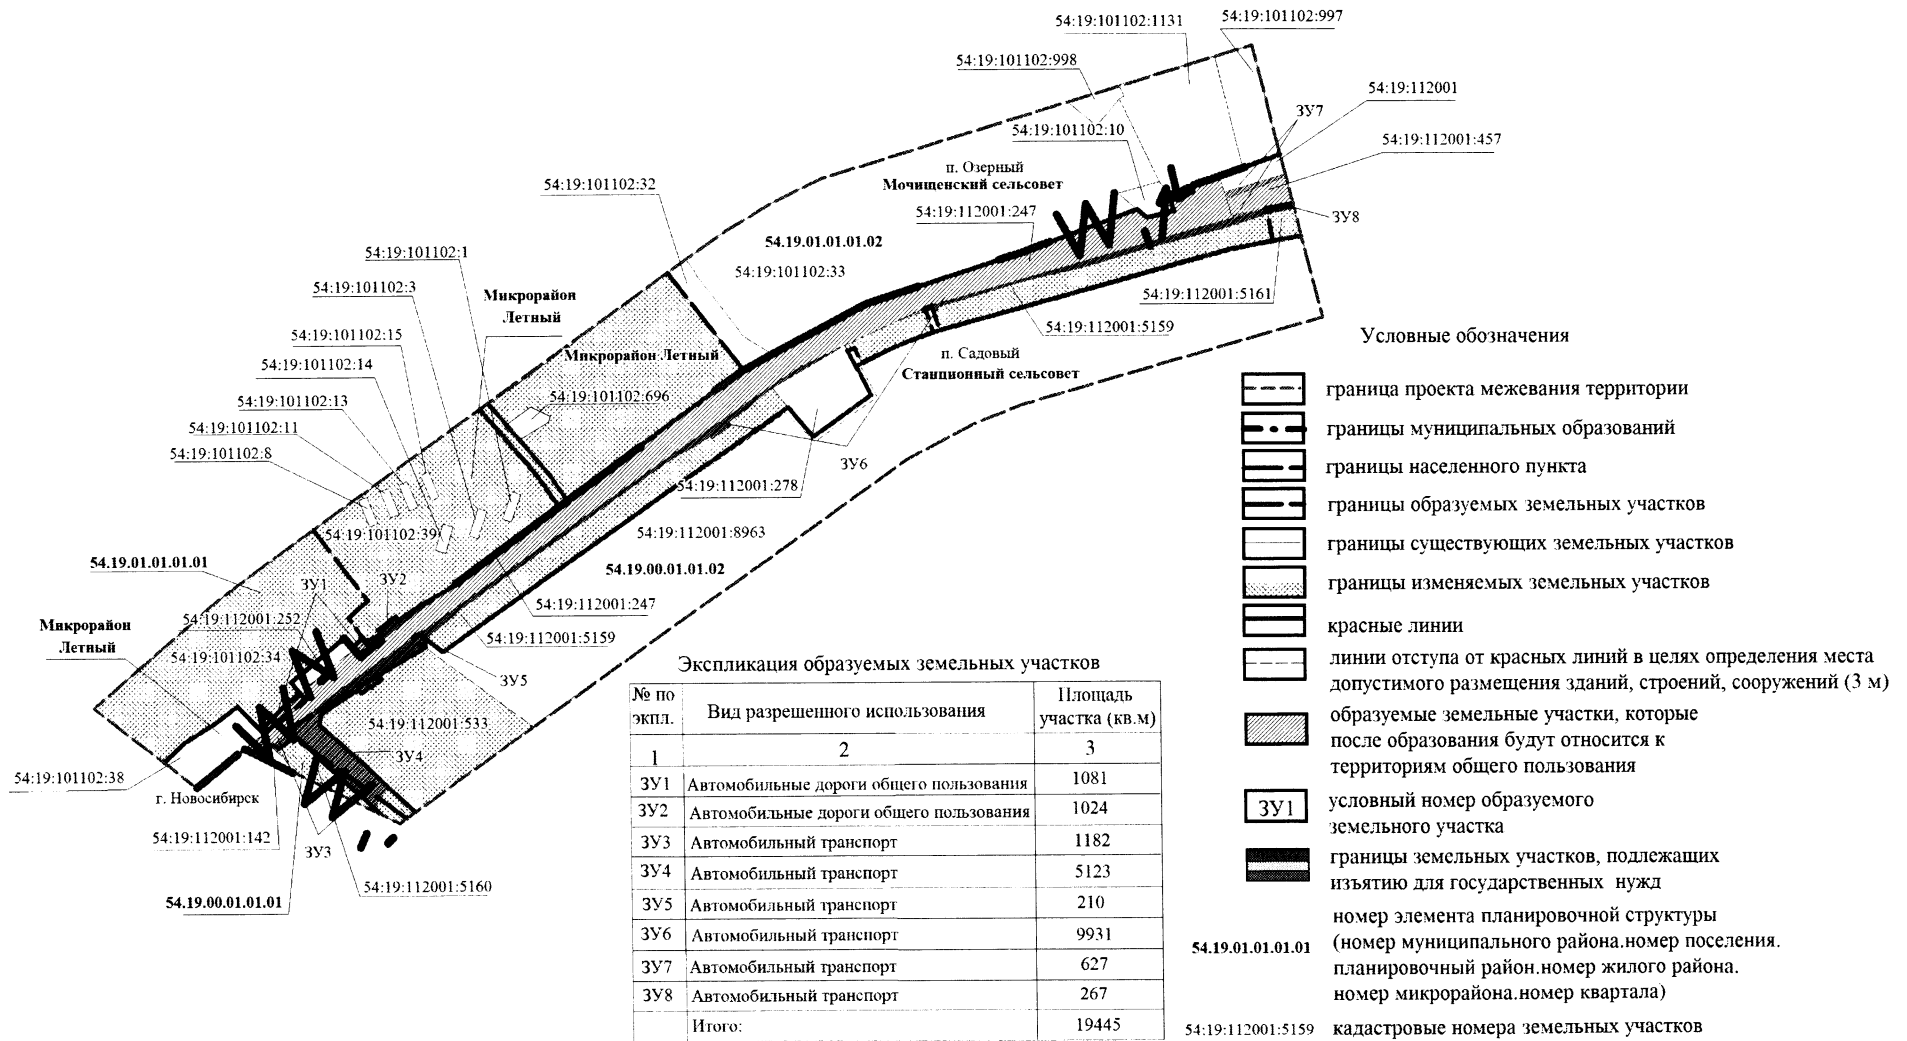 54:19:101102:1131
54:19:101102:997
54:19:101102:998
54:19:112001
ЗУ7
54:19:101102:10
54:19:112001:457
п. Озерный
Мочищенский сельсовет
54:19:101102:32
54:19:112001:247
ЗУ8
54.19.01.01.01.02
54:19:101102:33
54:19:101102:1
54:19:101102:3
Микрорайон
Летный
54:19:112001:5161
54:19:112001:5159
54:19:101102:15
Микрорайон Летный
п. Садовый
Станционный сельсовет
54:19:101102:14
54:19:101102:696
54:19:101102:13
54:19:101102:11
54:19:101102:8
ЗУ6
54:19:112001:278
54:19:101102:39
54:19:112001:8963
54.19.01.01.01.01
54.19.00.01.01.02
ЗУ1
ЗУ2
54:19:112001:247
54:19:112001:252
Микрорайон
Летный
54:19:112001:5159
54:19:101102:34
ЗУ5
54:19:112001:533
ЗУ4
54:19:101102:38
г. Новосибирск
54:19:112001:142
ЗУ3
54:19:112001:5160
54.19.00.01.01.01
Экспликация образуемых земельных участков
№ по экпл. Вид разрешенного использования Площадь участка (кв.м)
1 2 3
ЗУ1 Автомобильные дороги общего пользования 1081
ЗУ2 Автомобильные дороги общего пользования 1024
ЗУ3 Автомобильный транспорт 1182
ЗУ4 Автомобильный транспорт 5123
ЗУ5 Автомобильный транспорт 210
ЗУ6 Автомобильный транспорт 9931
ЗУ7 Автомобильный транспорт 627
ЗУ8 Автомобильный транспорт 267
Итого: 19445
Условные обозначения
граница проекта межевания территории
границы муниципальных образований
границы населенного пункта
границы образуемых земельных участков
границы существующих земельных участков
границы изменяемых земельных участков
красные линии
линии отступа от красных линий в целях определения места
допустимого размещения зданий, строений, сооружений (3 м)
образуемые земельные участки, которые
после образования будут относится к
территориям общего пользования
ЗУ1 условный номер образуемого
земельного участка
границы земельных участков, подлежащих
изъятию для государственных нужд
номер элемента планировочной структуры
54.19.01.01.01.01 (номер муниципального района.номер поселения.
планировочный район.номер жилого района.
номер микрорайона.номер квартала)
54:19:112001:5159 кадастровые номера земельных участков